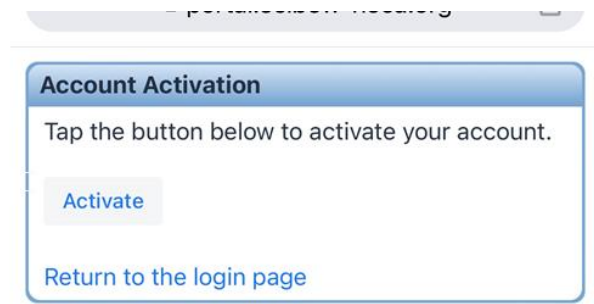 Account Activation
Tap the button below to activate your account.
Activate
Return to the login page